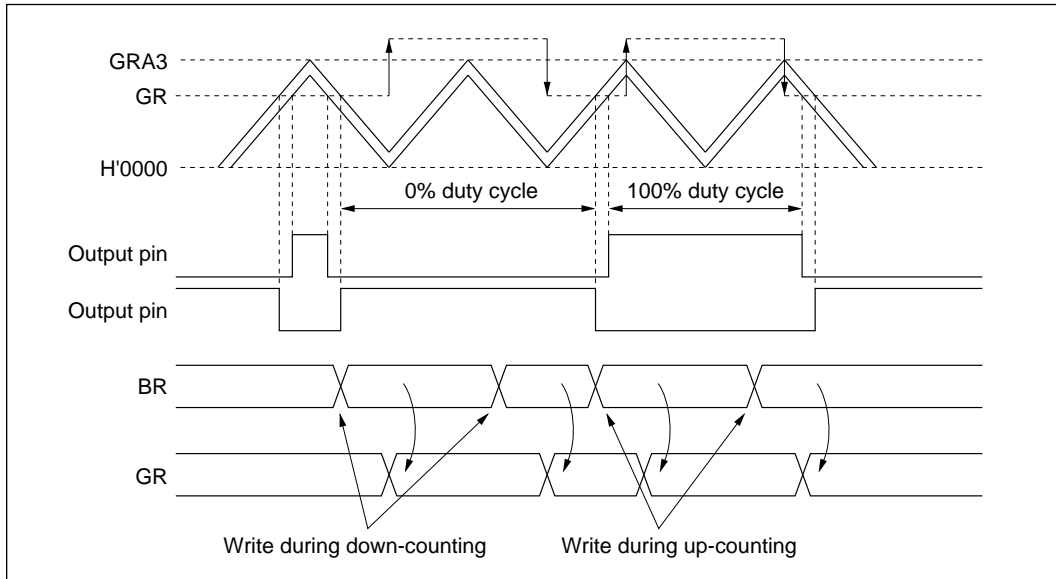 GRA3
GR
H'0000
0% duty cycle
100% duty cycle
Output pin
Output pin
BR
GR
Write during down-counting
Write during up-counting